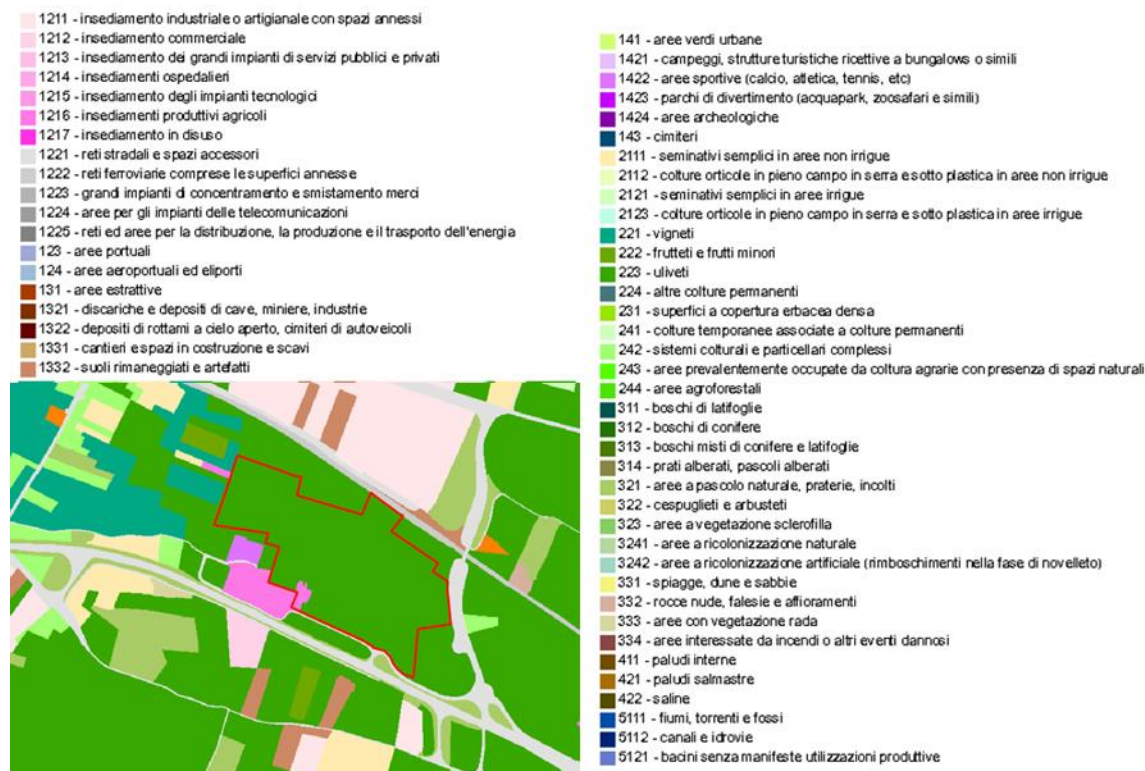 1211 - insediamento industriale o artigianale con spazi annessi
1212 - insediamento commerciale
1213 - insediamento dei grandi impianti di servizi pubblici e privati
1214 - insediamenti ospedalieri
1215 - insediamento degli impianti tecnologici
1216 - insediamenti produttivi agricoli
1217 - insediamento in disuso
1221 - reti stradali e spazi accessori
1222 - reti ferroviarie comprese le superfici annesse
1223 - grandi impianti di concentramento e smistamento merci
1224 - aree per gli impianti delle telecomunicazioni
1225 - reti ed aree per la distribuzione, la produzione e il trasporto dell'energia
123 - aree portuali
124 - aree aeroportuali ed eliporti
131 - aree estrattive
1321 - discariche e depositi di cave, miniere, industrie
1322 - depositi di rottami a cielo aperto, cimiteri di autoveicoli
1331 - cantieri e spazi in costruzione e scavi
1332 - suoli rimaneggiati e artefatti
141 - aree verdi urbane
1421 - campeggi, strutture turistiche ricettive a bungalows o simili
1422 - aree sportive (calcio, atletica, tennis, etc)
1423 - parchi di divertimento (acquapark, zoosafari e simili)
1424 - aree archeologiche
143 - cimiteri
2111 - seminativi semplici in aree non irrigue
2112 - colture orticole in pieno campo in serra e sotto plastica in aree non irrigue
2121 - seminativi semplici in aree irrigue
2123 - colture orticole in pieno campo in serra e sotto plastica in aree irrigue
221 - vigneti
222 - frutteti e frutti minori
223 - uliveti
224 - altre colture permanenti
231 - superfici a copertura erbacea densa
241 - colture temporanee associate a colture permanenti
242 - sistemi colturali e particellari complessi
243 - aree prevalentemente occupate da coltura agrarie con presenza di spazi naturali
244 - aree agroforestali
311 - boschi di latifoglie
312 - boschi di conifere
313 - boschi misti di conifere e latifoglie
314 - prati alberati, pascoli alberati
321 - aree a pascolo naturale, praterie, incolti
322 - cespuglieti e arbusteti
323 - aree a vegetazione sclerofilla
3241 - aree a ricolonizzazione naturale
3242 - aree a ricolonizzazione artificiale (rimboschimenti nella fase di novelleto)
331 - spiagge, dune e sabbie
332 - rocce nude, falesie e affioramenti
333 - aree con vegetazione rada
334 - aree interessate da incendi o altri eventi dannosi
411 - paludi interne
421 - paludi salmastre
422 - saline
5111 - fiumi, torrenti e fossi
5112 - canali e idrovie
5121 - bacini senza manifeste utilizzazioni produttive